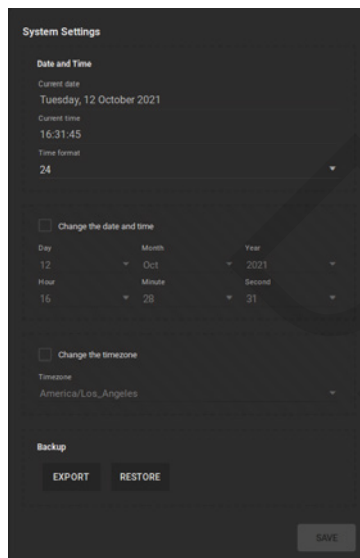 System Settings
Date and Time
Current date
Tuesday, 12 October 2021
Current time
16:31:45
Time format
24
Change the date and time
Day Month Year
12 Oct 2021
Hour Minute Second
16 28 31
Change the timezone
Timezone
America/Los_Angeles
Backup
EXPORT RESTORE
SAVE